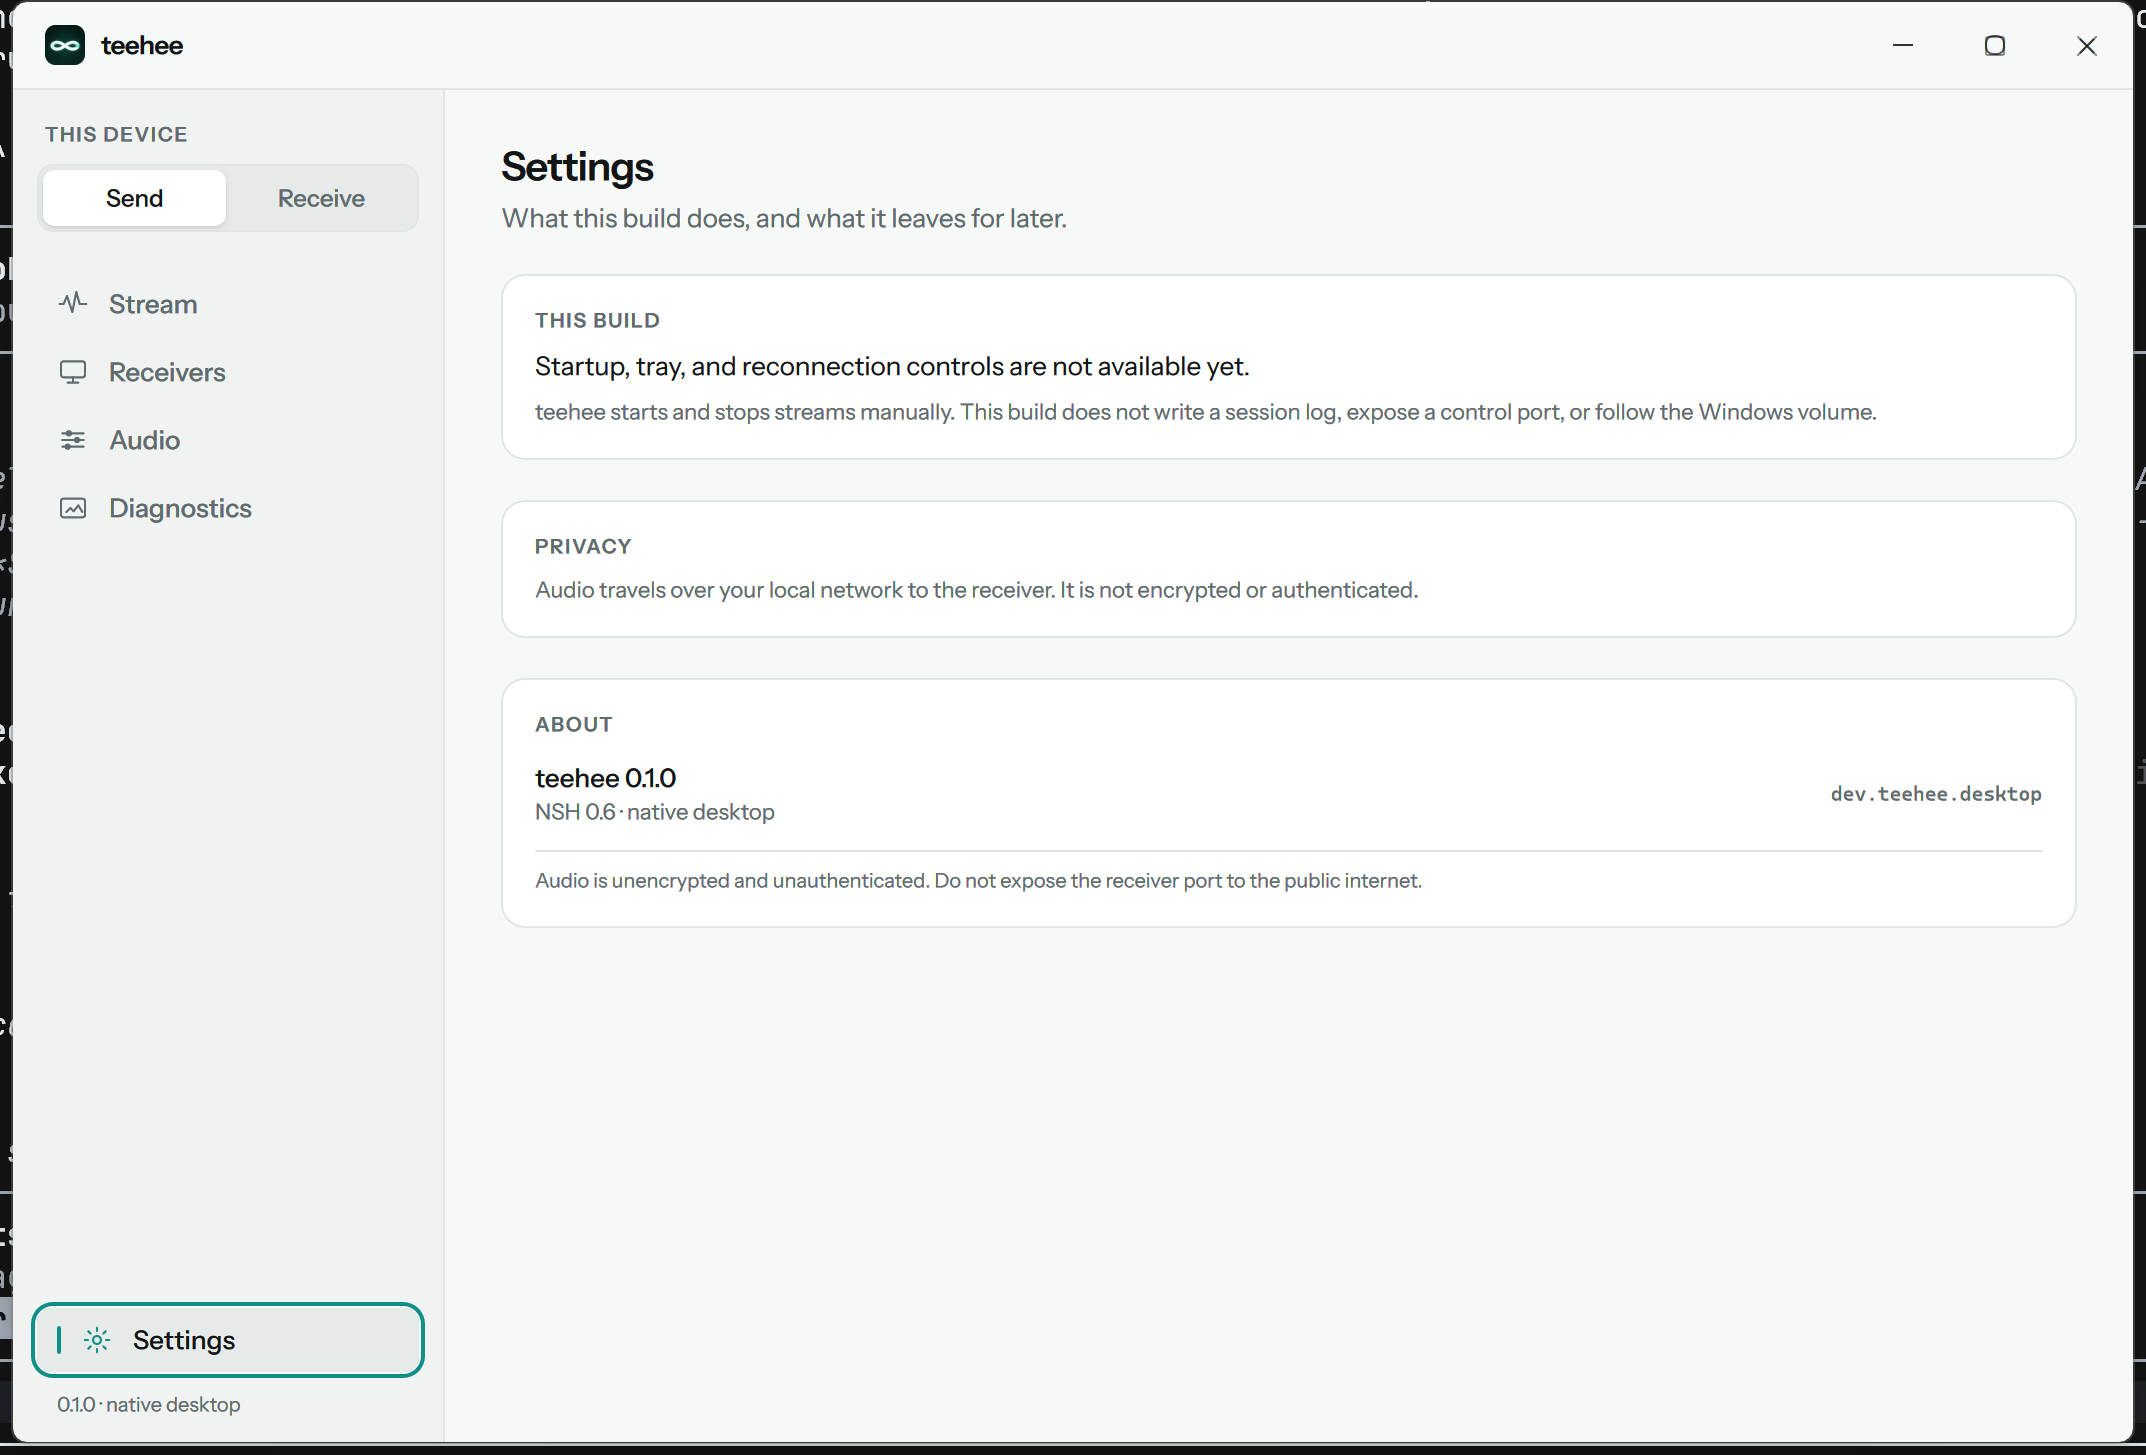 teehee
THIS DEVICE
Send
Receive
Stream
Receivers
Audio
Diagnostics
Settings
0.1.0 · native desktop
Settings
What this build does, and what it leaves for later.
THIS BUILD
Startup, tray, and reconnection controls are not available yet.
teehee starts and stops streams manually. This build does not write a session log, expose a control port, or follow the Windows volume.
PRIVACY
Audio travels over your local network to the receiver. It is not encrypted or authenticated.
ABOUT
teehee 0.1.0
NSH 0.6 · native desktop
dev.teehee.desktop
Audio is unencrypted and unauthenticated. Do not expose the receiver port to the public internet.